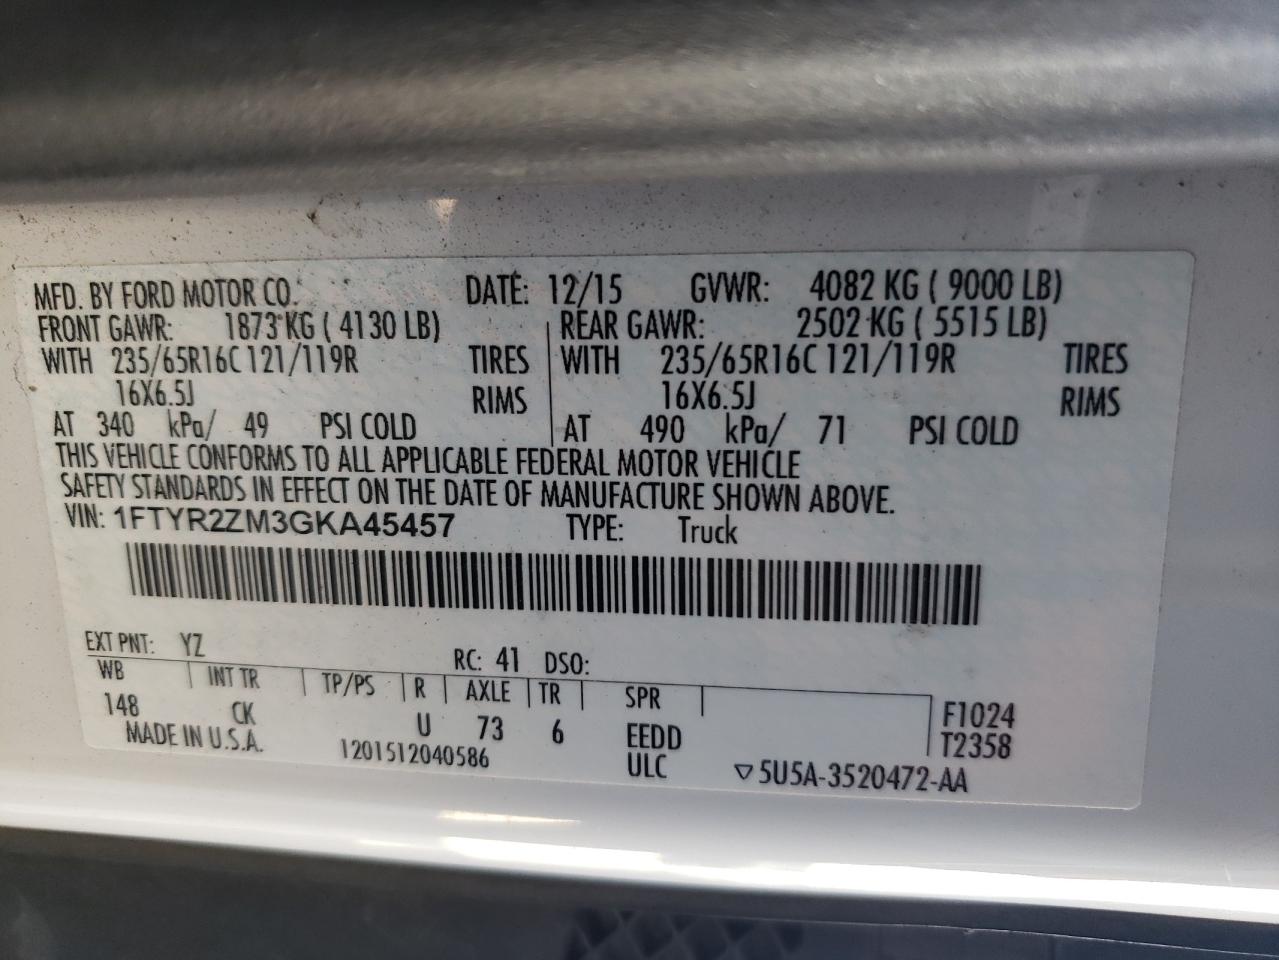 MFD. BY FORD MOTOR CO. DATE: 12/15 GVWR: 4082 KG ( 9000 LB)
FRONT GAWR: 1873 KG ( 4130 LB) REAR GAWR: 2502 KG ( 5515 LB)
WITH 235/65R16C 121/119R TIRES WITH 235/65R16C 121/119R TIRES
16X6.5J RIMS 16X6.5J RIMS
AT 340 kPa/ 49 PSI COLD AT 490 kPa/ 71 PSI COLD
THIS VEHICLE CONFORMS TO ALL APPLICABLE FEDERAL MOTOR VEHICLE
SAFETY STANDARDS IN EFFECT ON THE DATE OF MANUFACTURE SHOWN ABOVE.
VIN: 1FTYR2ZM3GKA45457 TYPE: Truck
EXT PNT: YZ RC: 41 DSO:
WB INT TR TP/PS R AXLE TR SPR
148 CK U 73 6 EEDD F1024
MADE IN U.S.A. 1201512040586 ULC T2358
▽5U5A-3520472-AA